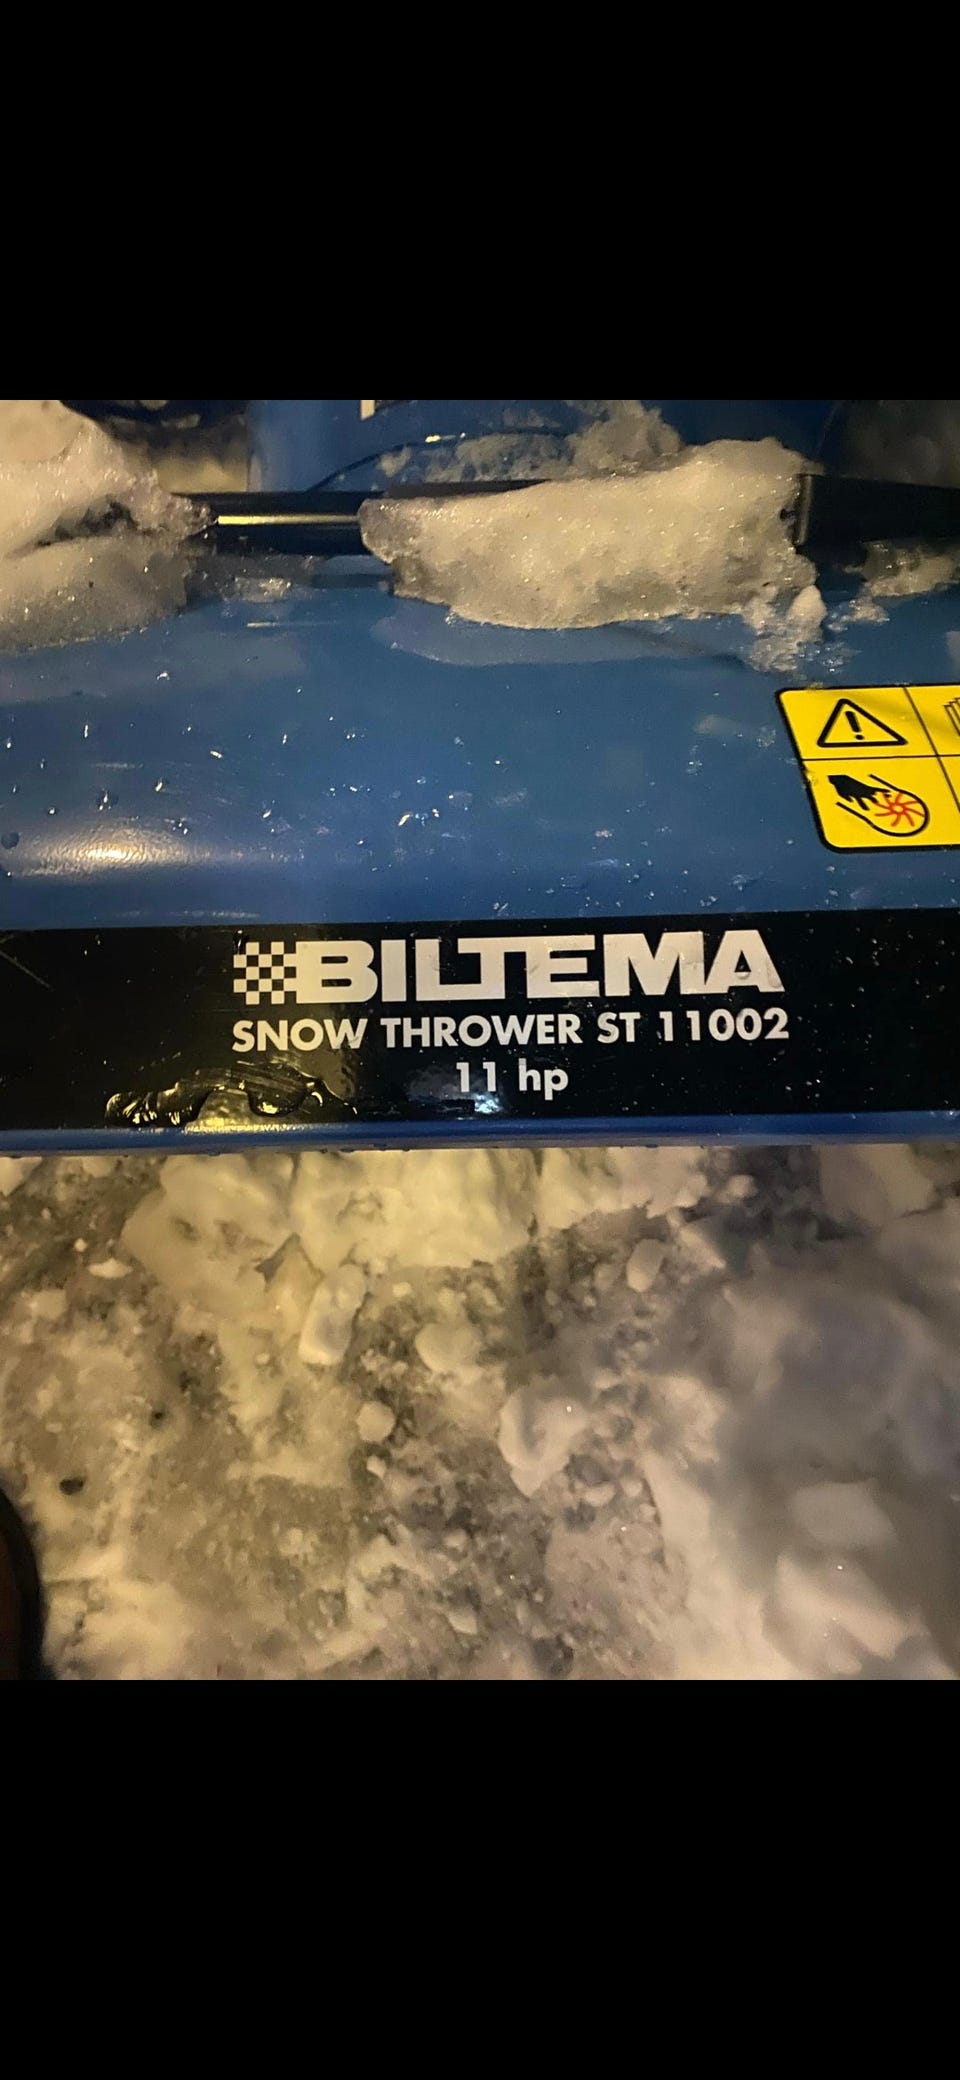 BILTEMA
SNOW THROWER ST 11002
11 hp